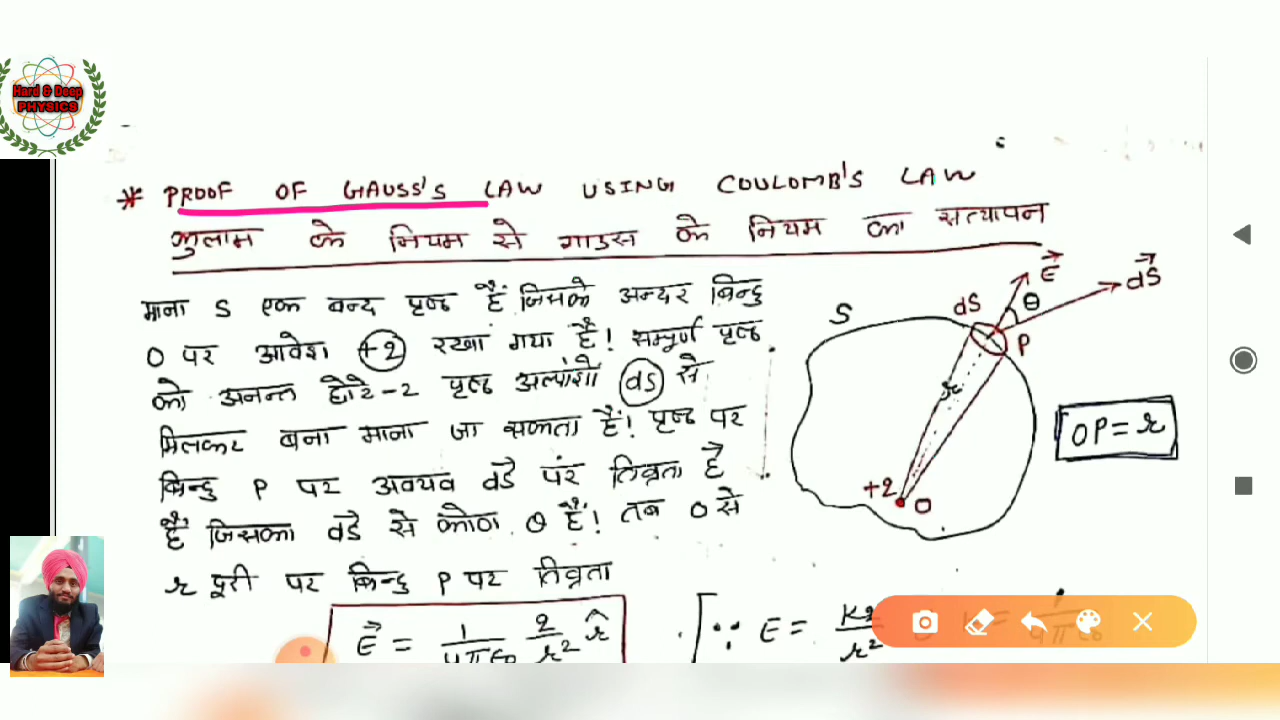 Hard & Deep
PHYSICS
* PROOF OF GAUSS'S LAW USING COULOMB'S LAW
कुलाम के नियम से गाउस के नियम का सत्यापन
माना S एक बन्द पृष्ठ हैं जिसके अन्दर बिन्दु
O पर आवेश +q रखा गया है! सम्पूर्ण पृष्ठ
को अनन्त छोटे-2 पृष्ठ अल्पांशो ds से
मिलकर बना माना जा सकता हैं! पृष्ठ पर
बिन्दु P पर अवयव ds पर तिव्रता E
हैं जिसका ds से कोण θ हैं! तब O से
r दूरी पर बिन्दु P पर तिव्रता
E⃗ = 1/4πε₀ q/r² r̂
∵ E = Kq/r²
S
dS
E⃗
θ
dS⃗
P
r
OP = r
+q
O